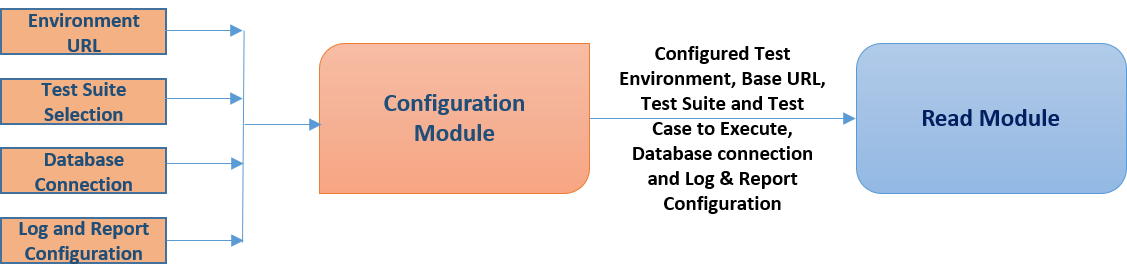 Environment
URL
Test Suite
Selection
Database
Connection
Log and Report
Configuration
Configuration
Module
Configured Test
Environment, Base URL,
Test Suite and Test
Case to Execute,
Database connection
and Log & Report
Configuration
Read Module